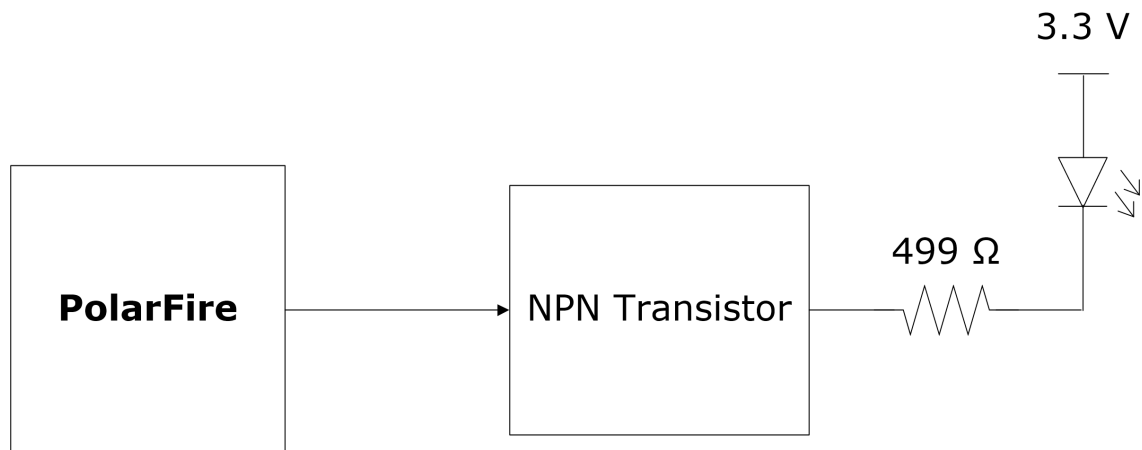 3.3 V
499 Ω
PolarFire
NPN Transistor